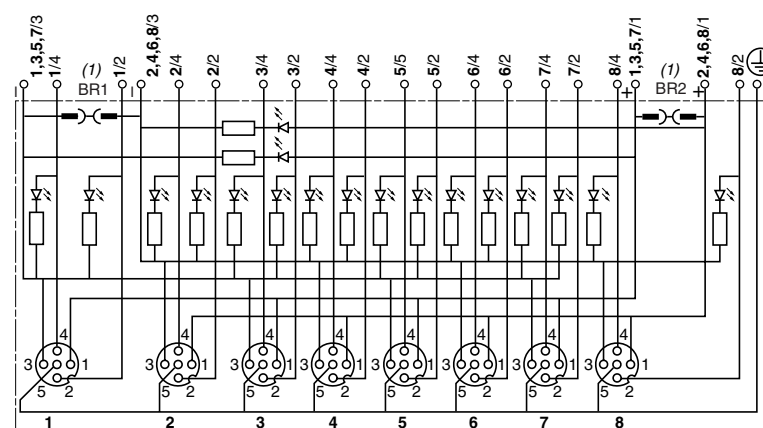 1,3,5,7/3 1/4 (1) BR1 1/2 2,4,6,8/3 2/4 2/2 3/4 3/2 4/4 4/2 5/5 5/2 6/4 6/2 7/4 7/2 8/4 1,3,5,7/1 (1) BR2 2,4,6,8/1 8/2
– – + +
4 4 4 4 4 4 4 4
3 1 3 1 3 1 3 1 3 1 3 1 3 1 3 1
5 2 5 2 5 2 5 2 5 2 5 2 5 2 5 2
1 2 3 4 5 6 7 8